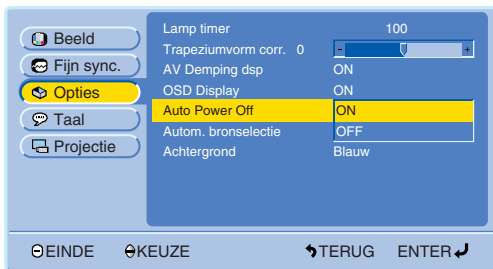 Beeld
Fijn sync.
Opties
Taal
Projectie
Lamp timer 100
Trapeziumvorm corr. 0 - +
AV Demping dsp ON
OSD Display ON
Auto Power Off ON
Autom. bronselectie OFF
Achtergrond Blauw
EINDE KEUZE TERUG ENTER